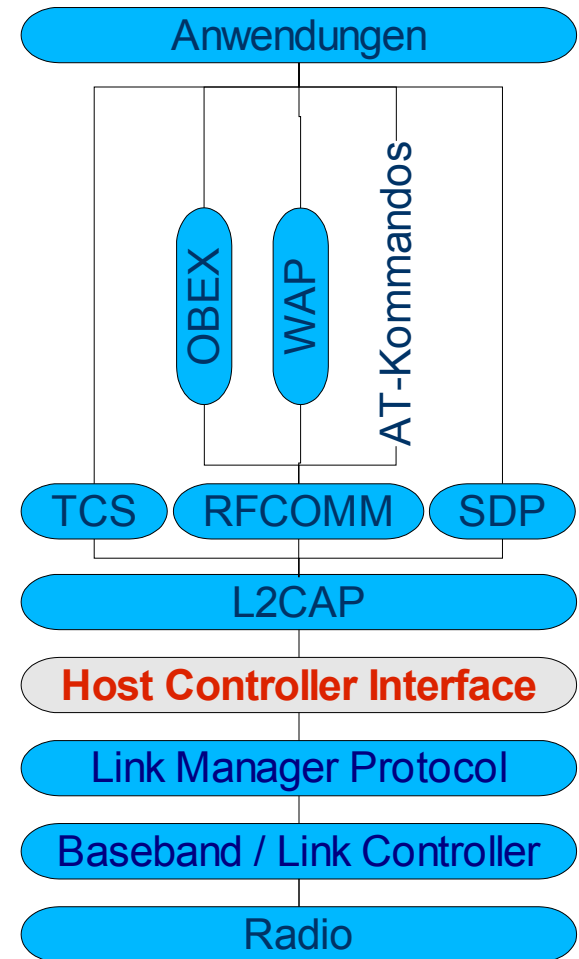 Anwendungen
OBEX
WAP
AT-Kommandos
TCS
RFCOMM
SDP
L2CAP
Host Controller Interface
Link Manager Protocol
Baseband / Link Controller
Radio